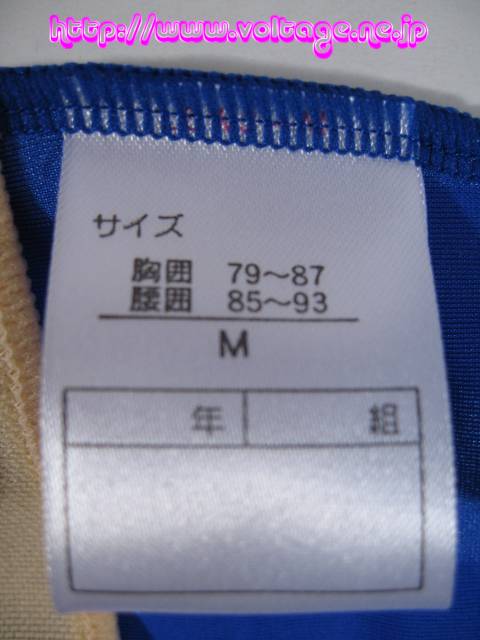 http://www.voltage.ne.jp
サイズ
胸囲 79～87
腰囲 85～93
M
年 組